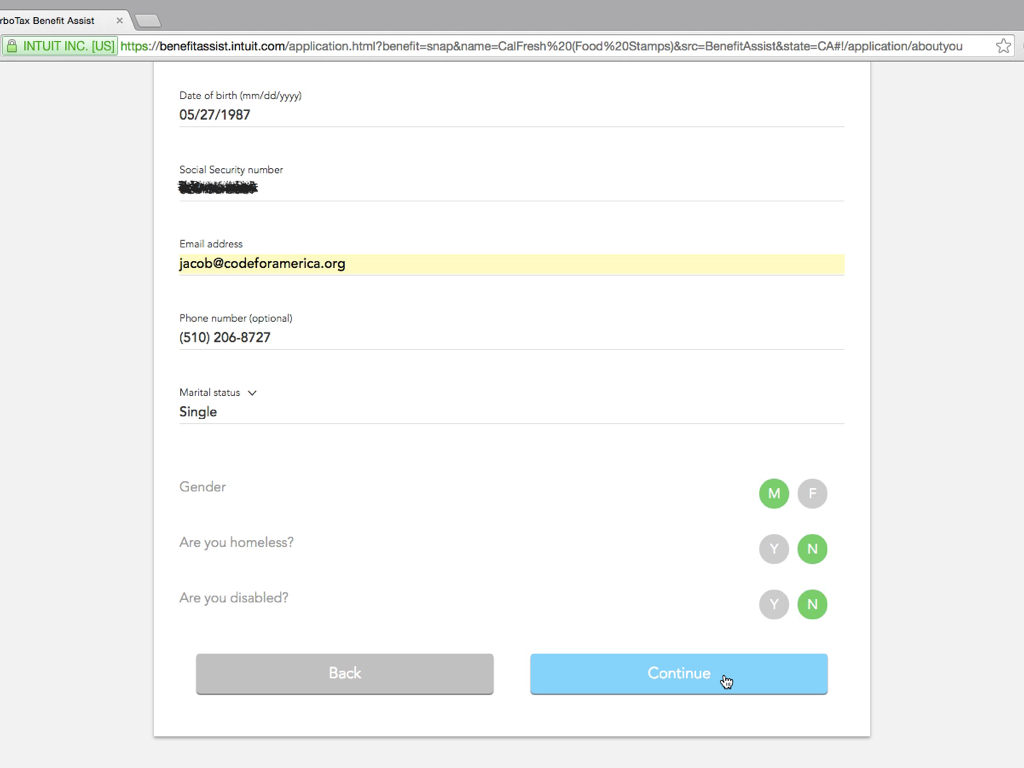 rboTax Benefit Assist ×
INTUIT INC. [US] https://benefitassist.intuit.com/application.html?benefit=snap&name=CalFresh%20(Food%20Stamps)&src=BenefitAssist&state=CA#!/application/aboutyou
Date of birth (mm/dd/yyyy)
05/27/1987
Social Security number
Email address
jacob@codeforamerica.org
Phone number (optional)
(510) 206-8727
Marital status
Single
Gender M F
Are you homeless? Y N
Are you disabled? Y N
Back Continue